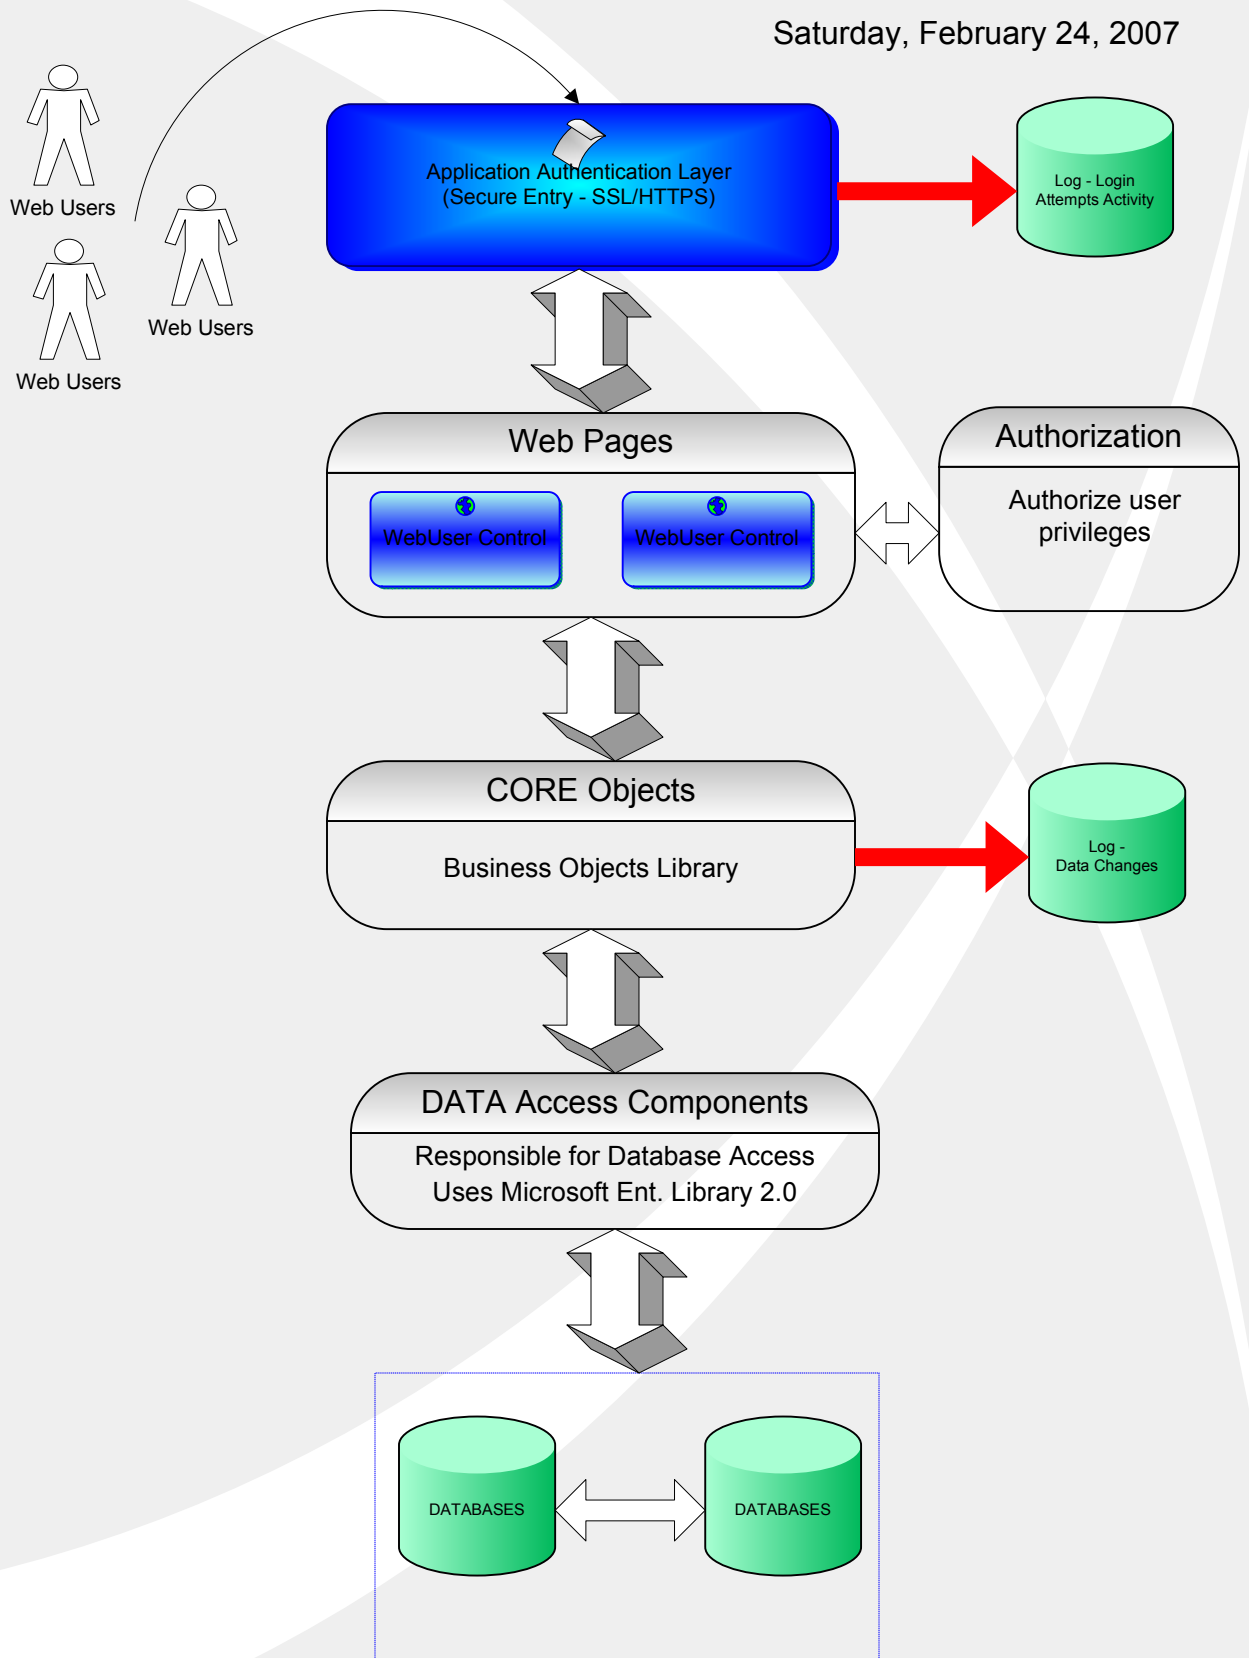 Saturday, February 24, 2007
Web Users
Web Users
Web Users
Application Authentication Layer
(Secure Entry - SSL/HTTPS)
Log - Login
Attempts Activity
Web Pages
WebUser Control
WebUser Control
Authorization
Authorize user
privileges
CORE Objects
Business Objects Library
Log -
Data Changes
DATA Access Components
Responsible for Database Access
Uses Microsoft Ent. Library 2.0
DATABASES
DATABASES